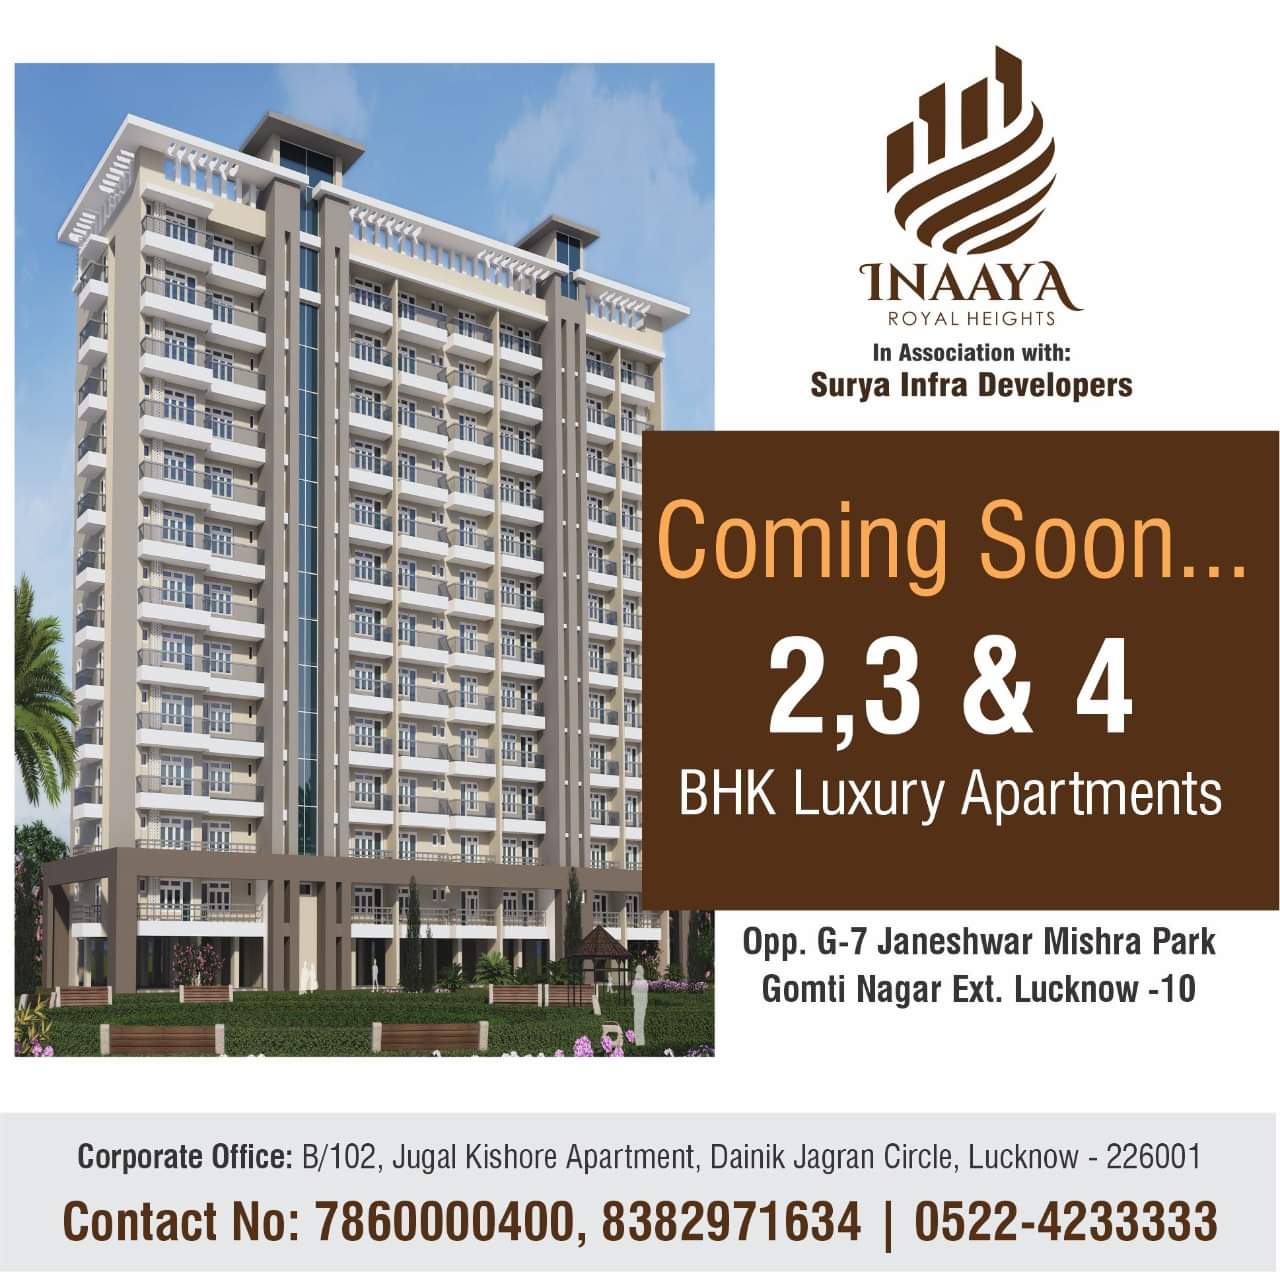 INAAYA
ROYAL HEIGHTS
In Association with:
Surya Infra Developers
Coming Soon...
2,3 & 4
BHK Luxury Apartments
Opp. G-7 Janeshwar Mishra Park
Gomti Nagar Ext. Lucknow -10
Corporate Office: B/102, Jugal Kishore Apartment, Dainik Jagran Circle, Lucknow - 226001
Contact No: 7860000400, 8382971634 | 0522-4233333